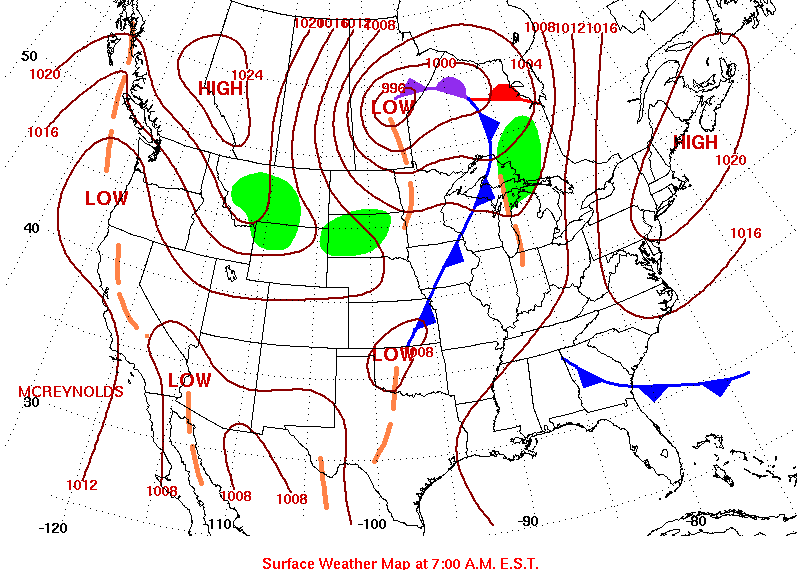 1020 1016 1012 1008
1008 1012 1016
50
1020
HIGH
1024
1000
1004
996
LOW
1016
HIGH
1020
LOW
40
1016
LOW
1008
LOW
MCREYNOLDS
30
1012
1008
1008
1008
-120
110
-100
-90
80
Surface Weather Map at 7:00 A.M. E.S.T.